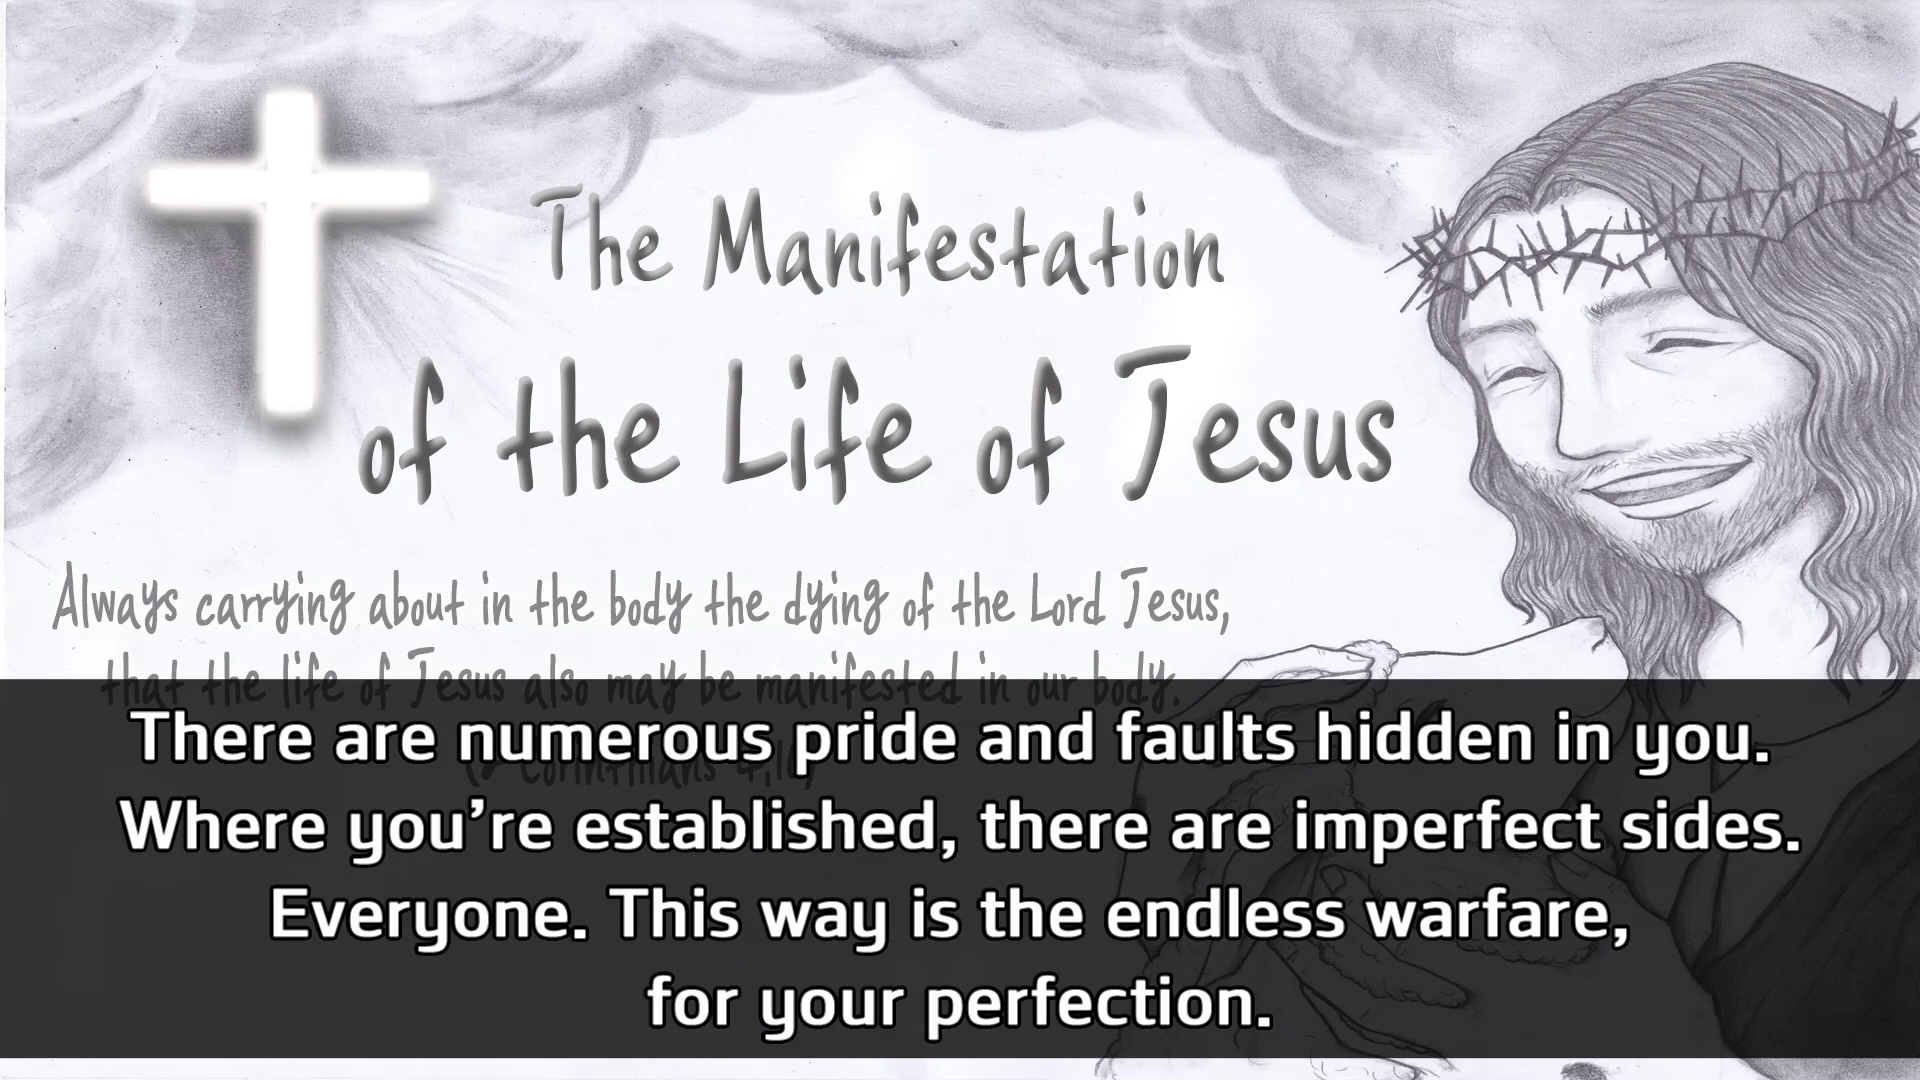 The Manifestation
of the Life of Jesus
Always carrying about in the body the dying of the Lord Jesus,
that the life of Jesus also may be manifested in our body.
Corinthians 4:10)
There are numerous pride and faults hidden in you.
Where you’re established, there are imperfect sides.
Everyone. This way is the endless warfare,
for your perfection.